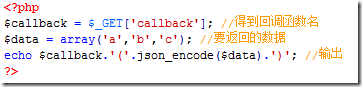 <?php
$callback = $_GET['callback']; //得到回调函数名
$data = array('a','b','c'); //要返回的数据
echo $callback.'('.json_encode($data).')'; //输出
?>